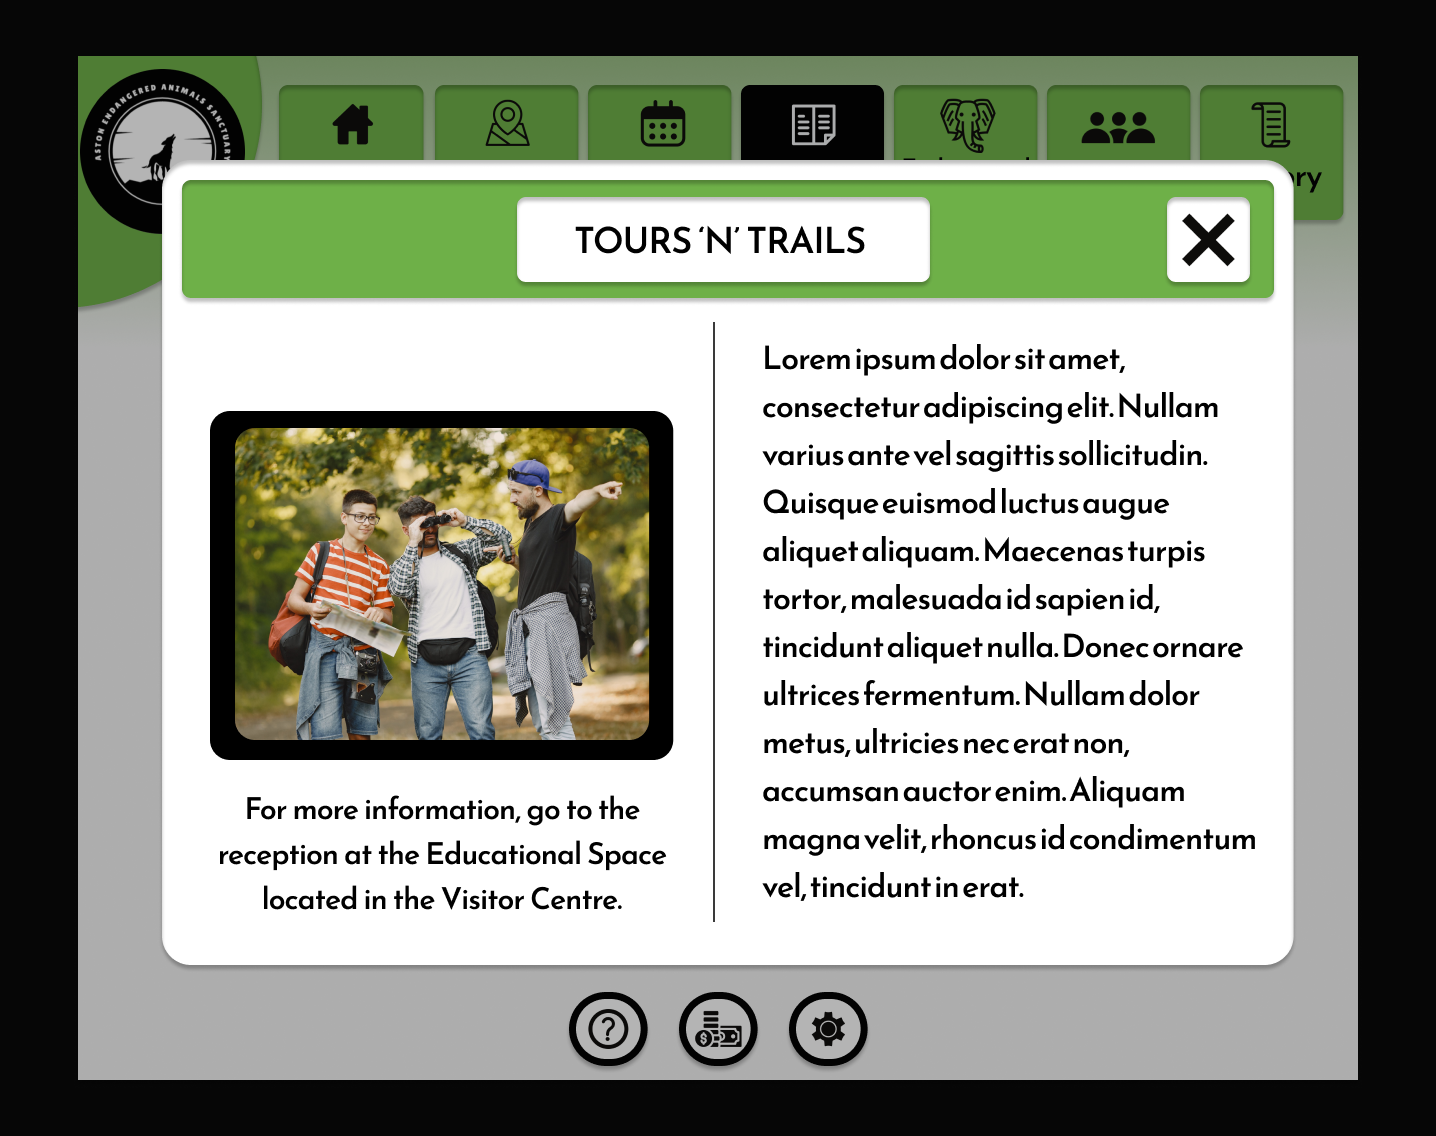 ASTON ENDANGERED ANIMALS SANCTUARY
ory
TOURS ‘N’ TRAILS
For more information, go to the
reception at the Educational Space
located in the Visitor Centre.
Lorem ipsum dolor sit amet,
consectetur adipiscing elit. Nullam
varius ante vel sagittis sollicitudin.
Quisque euismod luctus augue
aliquet aliquam. Maecenas turpis
tortor, malesuada id sapien id,
tincidunt aliquet nulla. Donec ornare
ultrices fermentum. Nullam dolor
metus, ultricies nec erat non,
accumsan auctor enim. Aliquam
magna velit, rhoncus id condimentum
vel, tincidunt in erat.